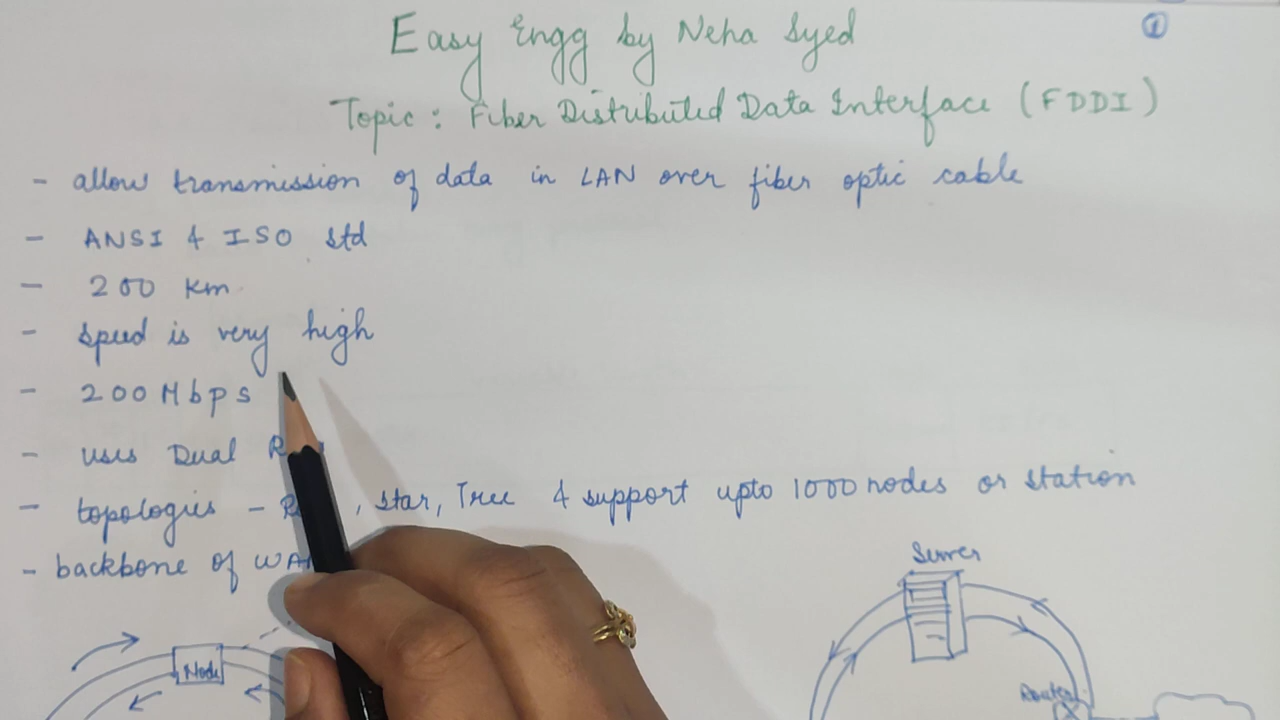 Easy Engg by Neha Syed
1
Topic: Fiber Distributed Data Interface (FDDI)
- allow transmission of data in LAN over fiber optic cable
- ANSI & ISO std
- 200 Km
- speed is very high
- 200 Mbps
- uses Dual
- topologies - , star, Tree & support upto 1000 nodes or station
- backbone of
Server
Node
Router